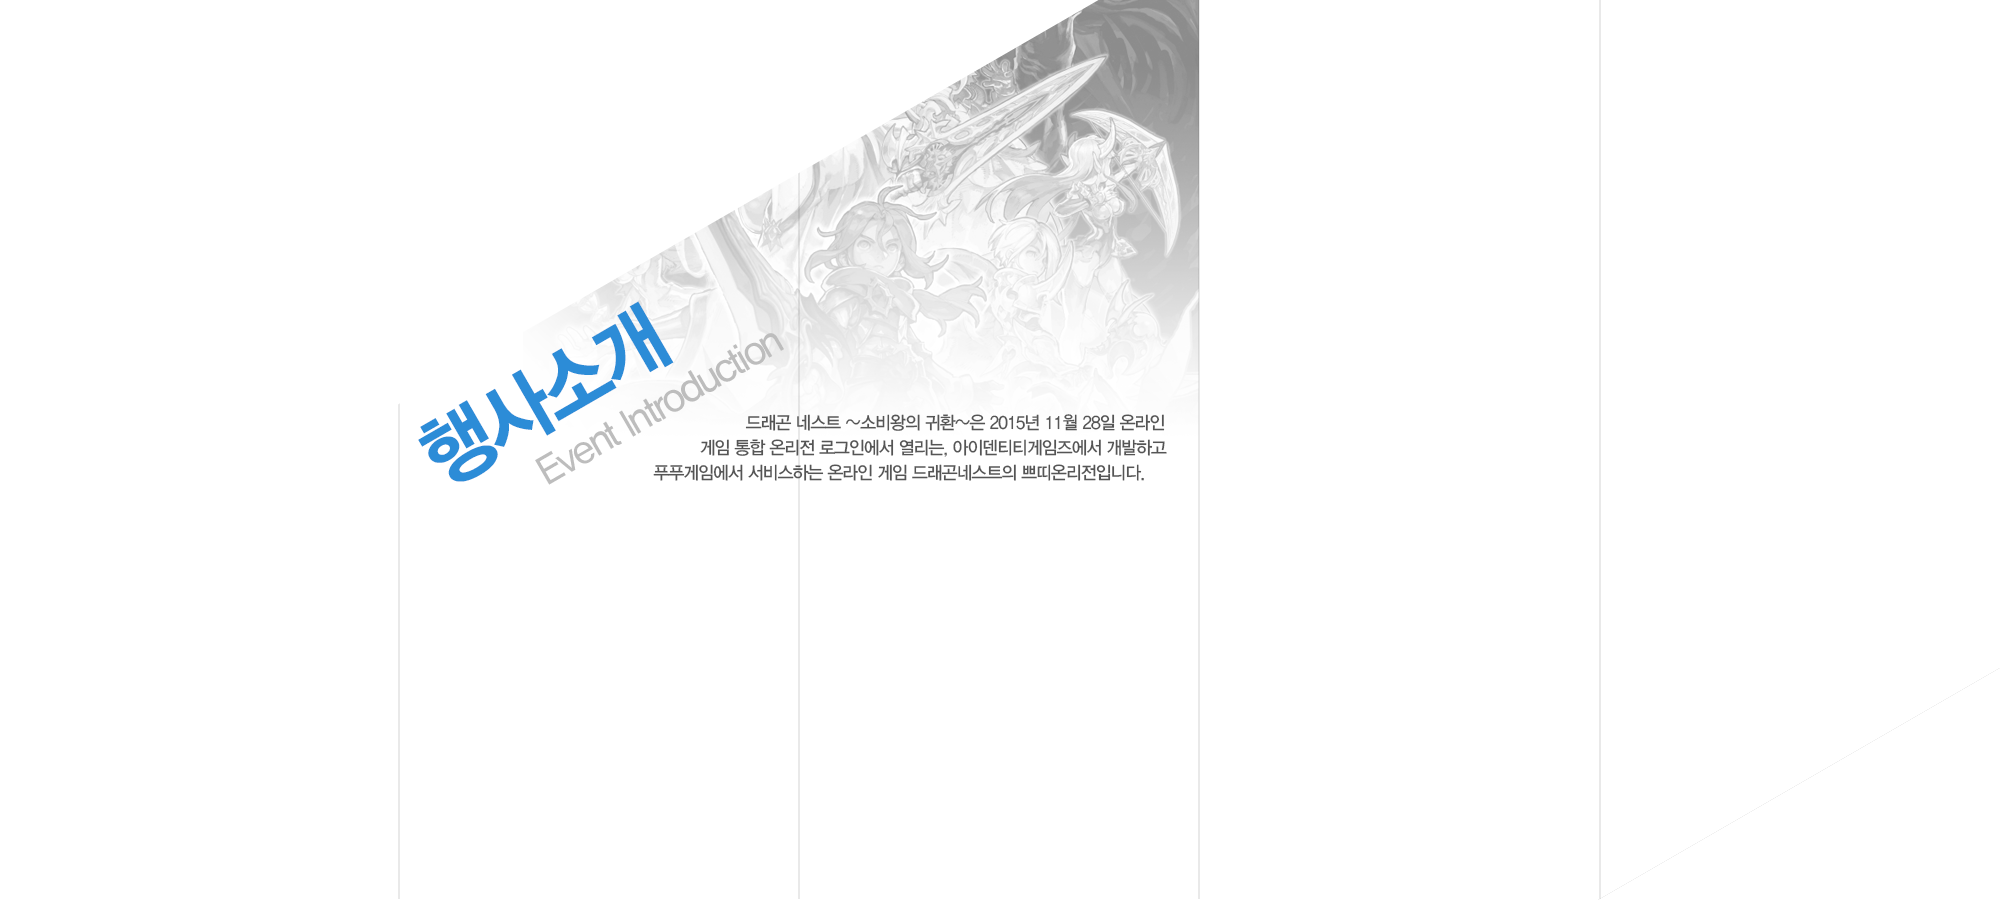 행사소개
Event Introduction
드래곤 네스트 ~소비왕의 귀환~은 2015년 11월 28일 온라인
게임 통합 온리전 로그인에서 열리는, 아이덴티티게임즈에서 개발하고
푸푸게임에서 서비스하는 온라인 게임 드래곤네스트의 쁘띠온리전입니다.